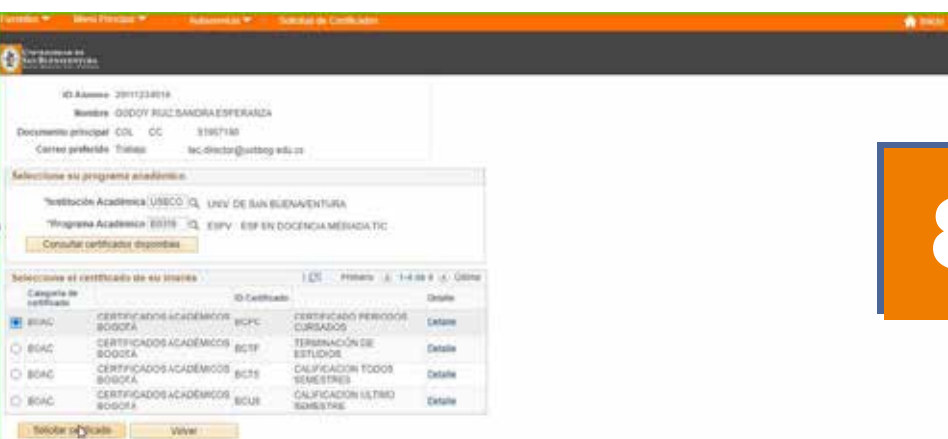 Favoritos Menú Principal Autoservicio Solicitud de Certificados Inicio
UNIVERSIDAD DE
SAN BUENAVENTURA
ID Alumno
Nombre GODOY RUIZ SANDRA ESPERANZA
Documento principal COL CC
Correo preferido Trabajo
Seleccione su programa académico
*Institución Académica USBCO UNIV. DE SAN BUENAVENTURA
*Programa Académico ESPV ESP EN DOCENCIA MEDIADA TIC
Consultar certificados disponibles
Seleccione el certificado de su interés Primero 1-4 de 4 Último
Categoría de certificado ID Certificado Detalle
BOAC CERTIFICADOS ACADÉMICOS BOGOTÁ BCPC CERTIFICADO PERIODOS CURSADOS Detalle
BOAC CERTIFICADOS ACADÉMICOS BOGOTÁ BCTF TERMINACIÓN DE ESTUDIOS Detalle
BOAC CERTIFICADOS ACADÉMICOS BOGOTÁ BCTS CALIFICACION TODOS SEMESTRES Detalle
BOAC CERTIFICADOS ACADÉMICOS BOGOTÁ BCUS CALIFICACION ULTIMO SEMESTRE Detalle
Solicitar certificado Volver
8